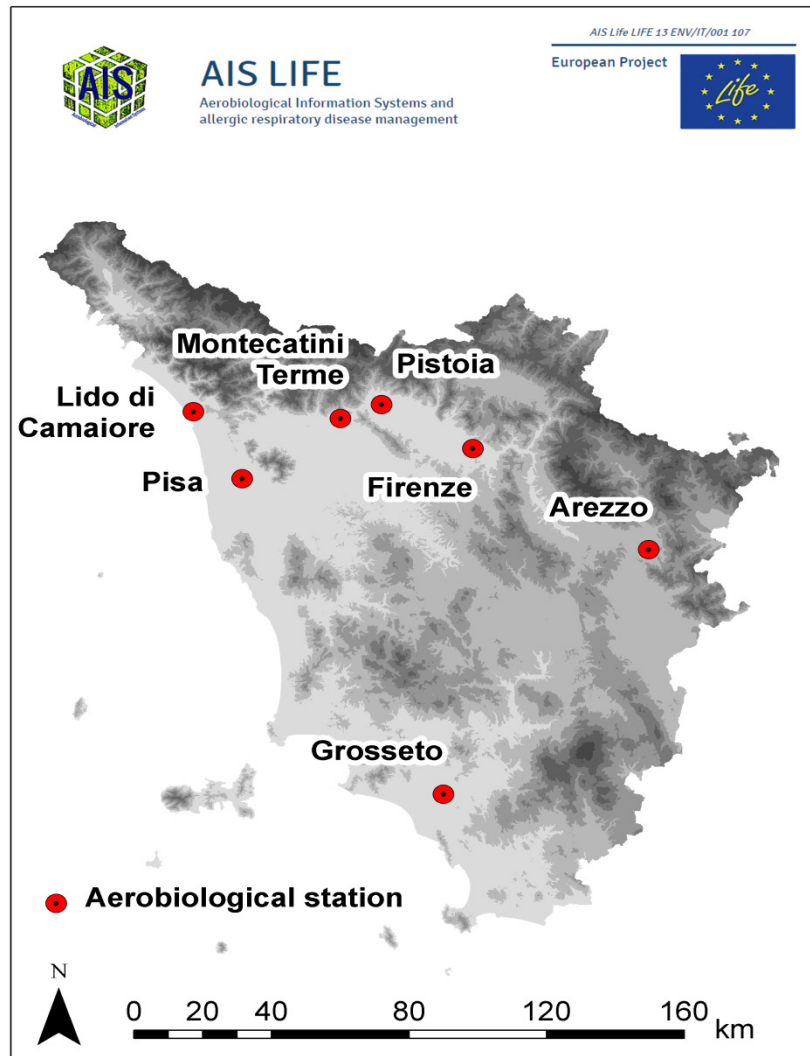 AIS Life LIFE 13 ENV/IT/001 107
AIS
AIS LIFE
Aerobiological Information Systems and
allergic respiratory disease management
European Project
Life
Montecatini
Terme
Pistoia
Lido di
Camaiore
Pisa
Firenze
Arezzo
Grosseto
Aerobiological station
N
0 20 40 80 120 160
km